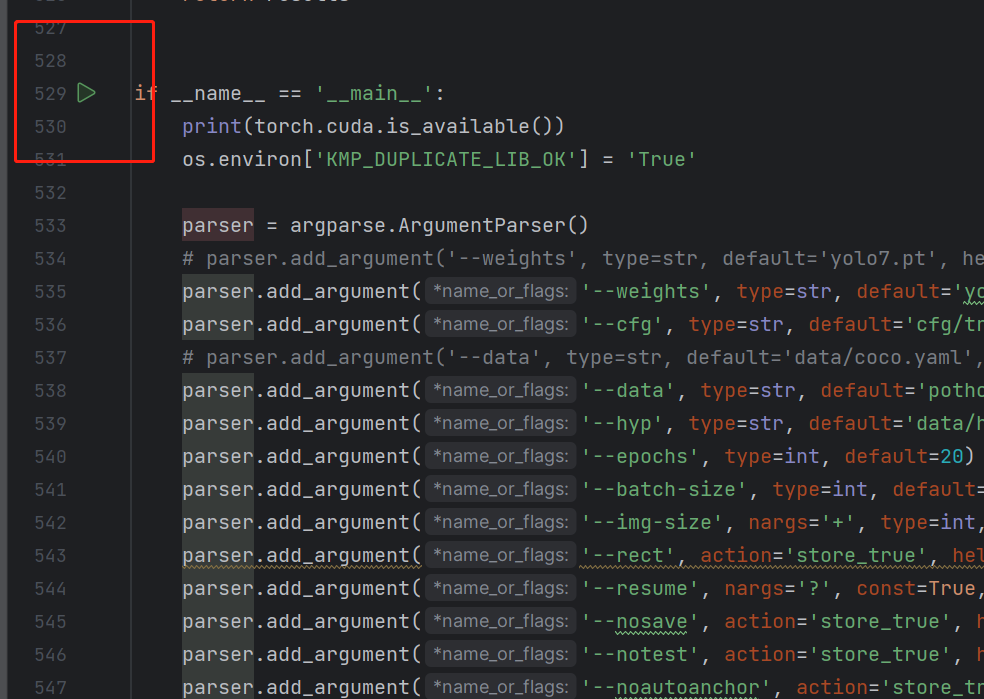 527
528
529 if __name__ == '__main__':
530 print(torch.cuda.is_available())
531 os.environ['KMP_DUPLICATE_LIB_OK'] = 'True'
532
533 parser = argparse.ArgumentParser()
534 # parser.add_argument('--weights', type=str, default='yolo7.pt', he
535 parser.add_argument( *name_or_flags: '--weights', type=str, default='yo
536 parser.add_argument( *name_or_flags: '--cfg', type=str, default='cfg/tr
537 # parser.add_argument('--data', type=str, default='data/coco.yaml',
538 parser.add_argument( *name_or_flags: '--data', type=str, default='potho
539 parser.add_argument( *name_or_flags: '--hyp', type=str, default='data/h
540 parser.add_argument( *name_or_flags: '--epochs', type=int, default=20)
541 parser.add_argument( *name_or_flags: '--batch-size', type=int, default=
542 parser.add_argument( *name_or_flags: '--img-size', nargs='+', type=int,
543 parser.add_argument( *name_or_flags: '--rect', action='store_true', hel
544 parser.add_argument( *name_or_flags: '--resume', nargs='?', const=True,
545 parser.add_argument( *name_or_flags: '--nosave', action='store_true', h
546 parser.add_argument( *name_or_flags: '--notest', action='store_true', h
547 parser.add_argument( *name_or_flags: '--noautoanchor', action='store_tr